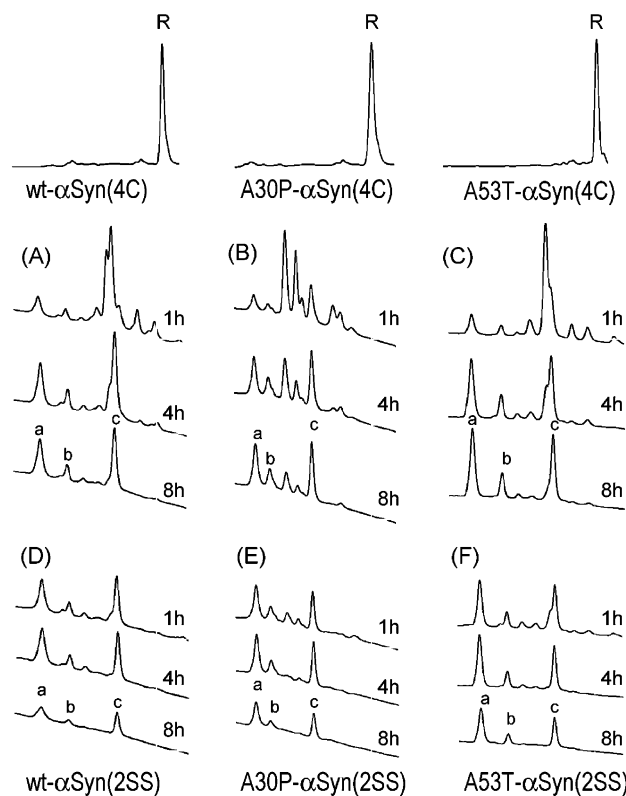 R R R
wt-αSyn(4C) A30P-αSyn(4C) A53T-αSyn(4C)
(A) (B) (C)
1h 1h 1h
4h 4h 4h
a c a c a c
b b b
8h 8h 8h
(D) (E) (F)
1h 1h 1h
4h 4h 4h
a c a c a c
b b b
8h 8h 8h
wt-αSyn(2SS) A30P-αSyn(2SS) A53T-αSyn(2SS)